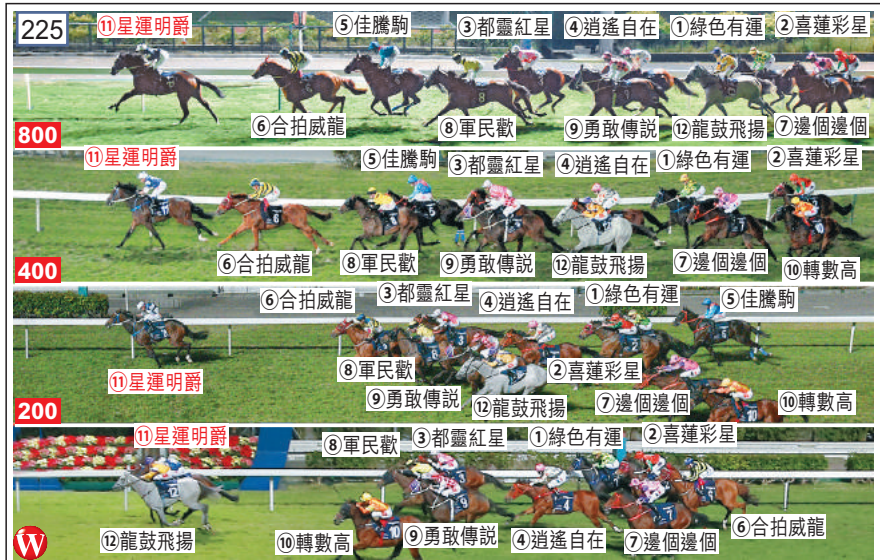 225
⑪星運明爵 ⑤佳騰駒 ③都靈紅星 ④逍遙自在 ①綠色有運 ②喜蓮彩星
800 ⑥合拍威龍 ⑧軍民歡 ⑨勇敢傳説 ⑫龍鼓飛揚 ⑦邊個邊個
⑪星運明爵 ⑤佳騰駒 ③都靈紅星 ④逍遙自在 ①綠色有運 ②喜蓮彩星
400 ⑥合拍威龍 ⑧軍民歡 ⑨勇敢傳説 ⑫龍鼓飛揚 ⑦邊個邊個 ⑩轉數高
⑥合拍威龍 ③都靈紅星 ④逍遙自在 ①綠色有運 ⑤佳騰駒
200 ⑪星運明爵 ⑧軍民歡 ⑨勇敢傳説 ⑫龍鼓飛揚 ②喜蓮彩星 ⑦邊個邊個 ⑩轉數高
⑪星運明爵 ⑧軍民歡 ③都靈紅星 ①綠色有運 ②喜蓮彩星
W ⑫龍鼓飛揚 ⑩轉數高 ⑨勇敢傳説 ④逍遙自在 ⑦邊個邊個 ⑥合拍威龍